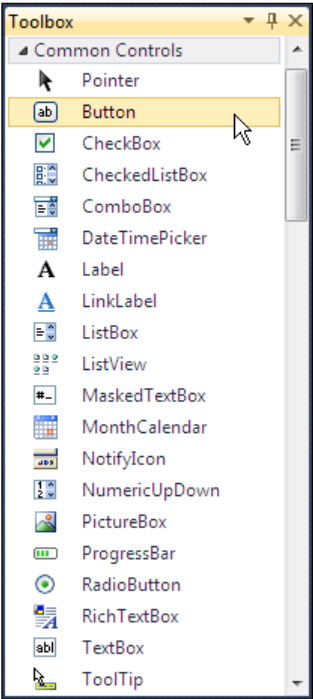 Toolbox
Common Controls
Pointer
Button
CheckBox
CheckedListBox
ComboBox
DateTimePicker
Label
LinkLabel
ListBox
ListView
MaskedTextBox
MonthCalendar
NotifyIcon
NumericUpDown
PictureBox
ProgressBar
RadioButton
RichTextBox
TextBox
ToolTip